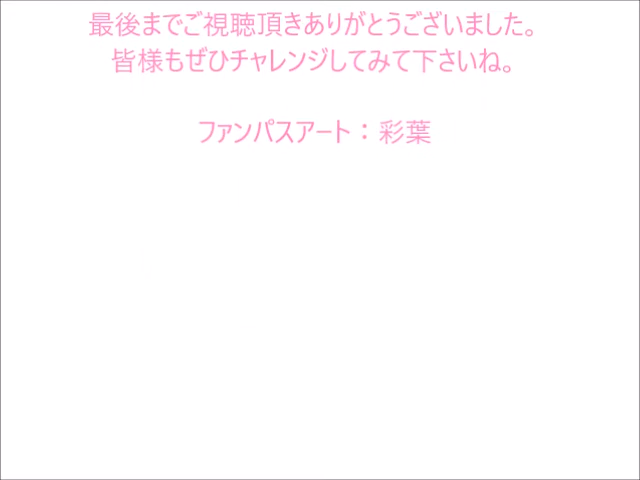 最後までご視聴頂きありがとうございました。
皆様もぜひチャレンジしてみて下さいね。
ファンパスアート：彩葉